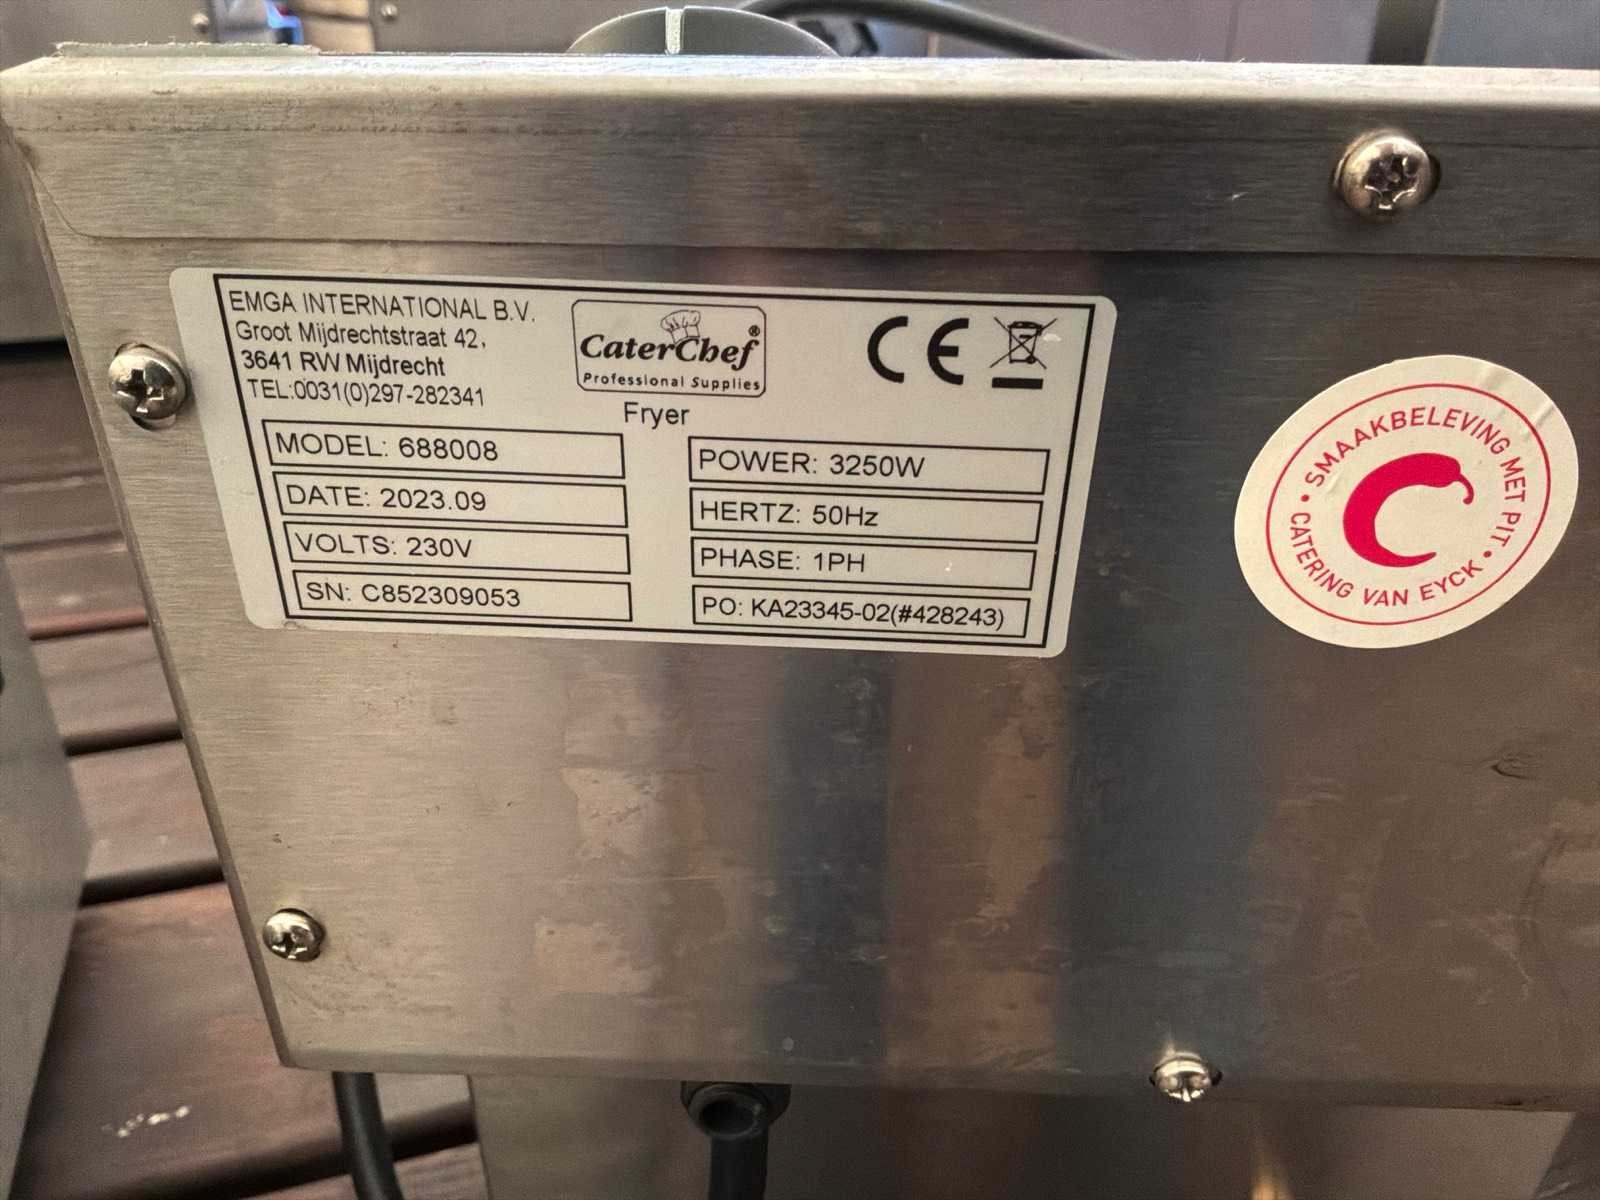 EMGA INTERNATIONAL B.V.
Groot Mijdrechtstraat 42,
3641 RW Mijdrecht
TEL:0031(0)297-282341
CaterChef®
Professional Supplies
CE
Fryer
MODEL: 688008
DATE: 2023.09
VOLTS: 230V
SN: C852309053
POWER: 3250W
HERTZ: 50Hz
PHASE: 1PH
PO: KA23345-02(#428243)
• SMAAKBELEVING MET PIT •
CATERING VAN EYCK